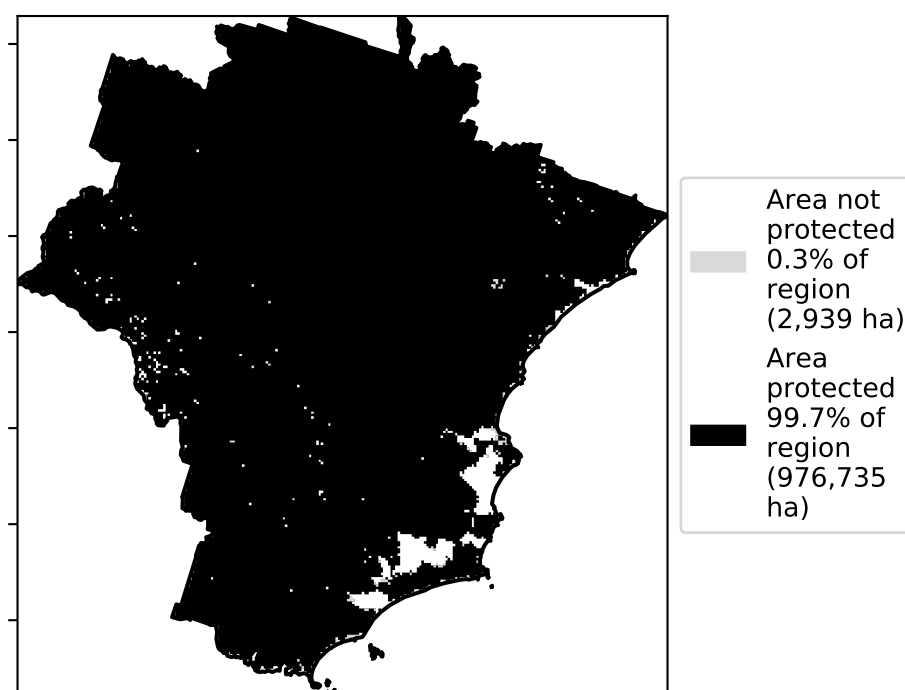 Area not
protected
0.3% of
region
(2,939 ha)
Area
protected
99.7% of
region
(976,735
ha)